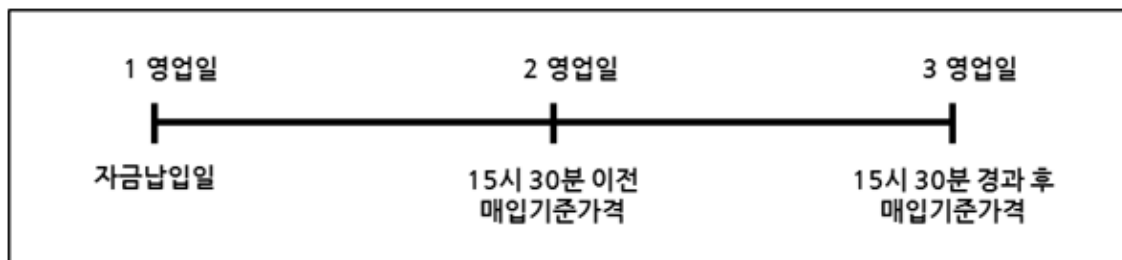 1 영업일 2 영업일 3 영업일
자금납입일 15시 30분 이전 15시 30분 경과 후
매입기준가격 매입기준가격